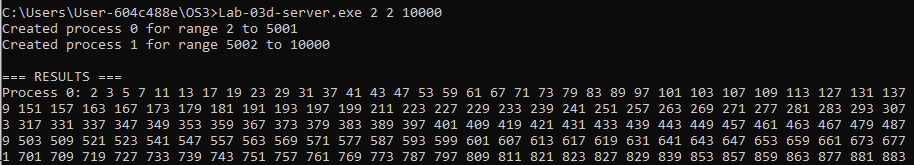 C:\Users\User-604c488e\OS3>Lab-03d-server.exe 2 2 10000
Created process 0 for range 2 to 5001
Created process 1 for range 5002 to 10000
=== RESULTS ===
Process 0: 2 3 5 7 11 13 17 19 23 29 31 37 41 43 47 53 59 61 67 71 73 79 83 89 97 101 103 107 109 113 127 131 137
9 151 157 163 167 173 179 181 191 193 197 199 211 223 227 229 233 239 241 251 257 263 269 271 277 281 283 293 307
3 317 331 337 347 349 353 359 367 373 379 383 389 397 401 409 419 421 431 433 439 443 449 457 461 463 467 479 487
9 503 509 521 523 541 547 557 563 569 571 577 587 593 599 601 607 613 617 619 631 641 643 647 653 659 661 673 677
1 701 709 719 727 733 739 743 751 757 761 769 773 787 797 809 811 821 823 827 829 839 853 857 859 863 877 881 883